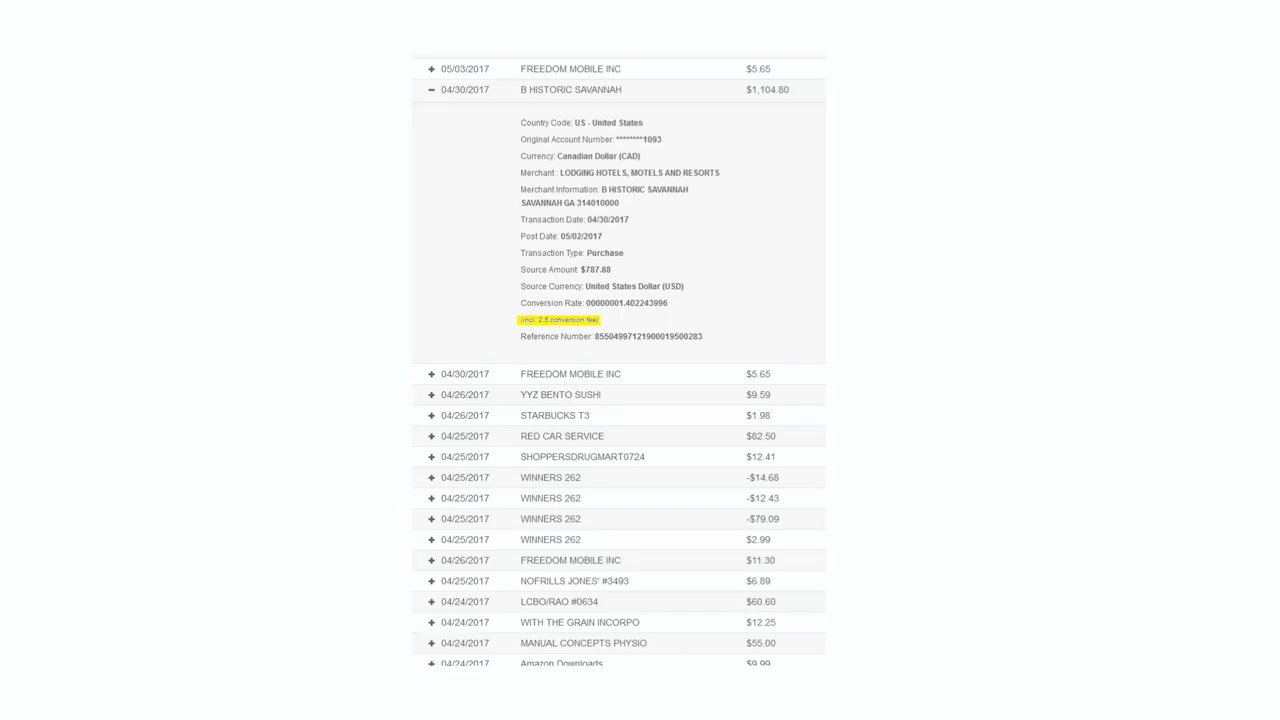 + 05/03/2017 FREEDOM MOBILE INC $5.65
− 04/30/2017 B HISTORIC SAVANNAH $1,104.80
Country Code: US - United States
Original Account Number: ********1093
Currency: Canadian Dollar (CAD)
Merchant : LODGING HOTELS, MOTELS AND RESORTS
Merchant Information: B HISTORIC SAVANNAH
SAVANNAH GA 314010000
Transaction Date: 04/30/2017
Post Date: 05/02/2017
Transaction Type: Purchase
Source Amount: $787.88
Source Currency: United States Dollar (USD)
Conversion Rate: 00000001.402243996
(incl. 2.5 conversion fee)
Reference Number: 85504997121900019500283
+ 04/30/2017 FREEDOM MOBILE INC $5.65
+ 04/26/2017 YYZ BENTO SUSHI $9.59
+ 04/26/2017 STARBUCKS T3 $1.98
+ 04/25/2017 RED CAR SERVICE $82.50
+ 04/25/2017 SHOPPERSDRUGMART0724 $12.41
+ 04/25/2017 WINNERS 262 -$14.68
+ 04/25/2017 WINNERS 262 -$12.43
+ 04/25/2017 WINNERS 262 -$79.09
+ 04/25/2017 WINNERS 262 $2.99
+ 04/26/2017 FREEDOM MOBILE INC $11.30
+ 04/25/2017 NOFRILLS JONES' #3493 $6.89
+ 04/24/2017 LCBO/RAO #0634 $60.60
+ 04/24/2017 WITH THE GRAIN INCORPO $12.25
+ 04/24/2017 MANUAL CONCEPTS PHYSIO $55.00
+ 04/24/2017 Amazon Downloads $9.99